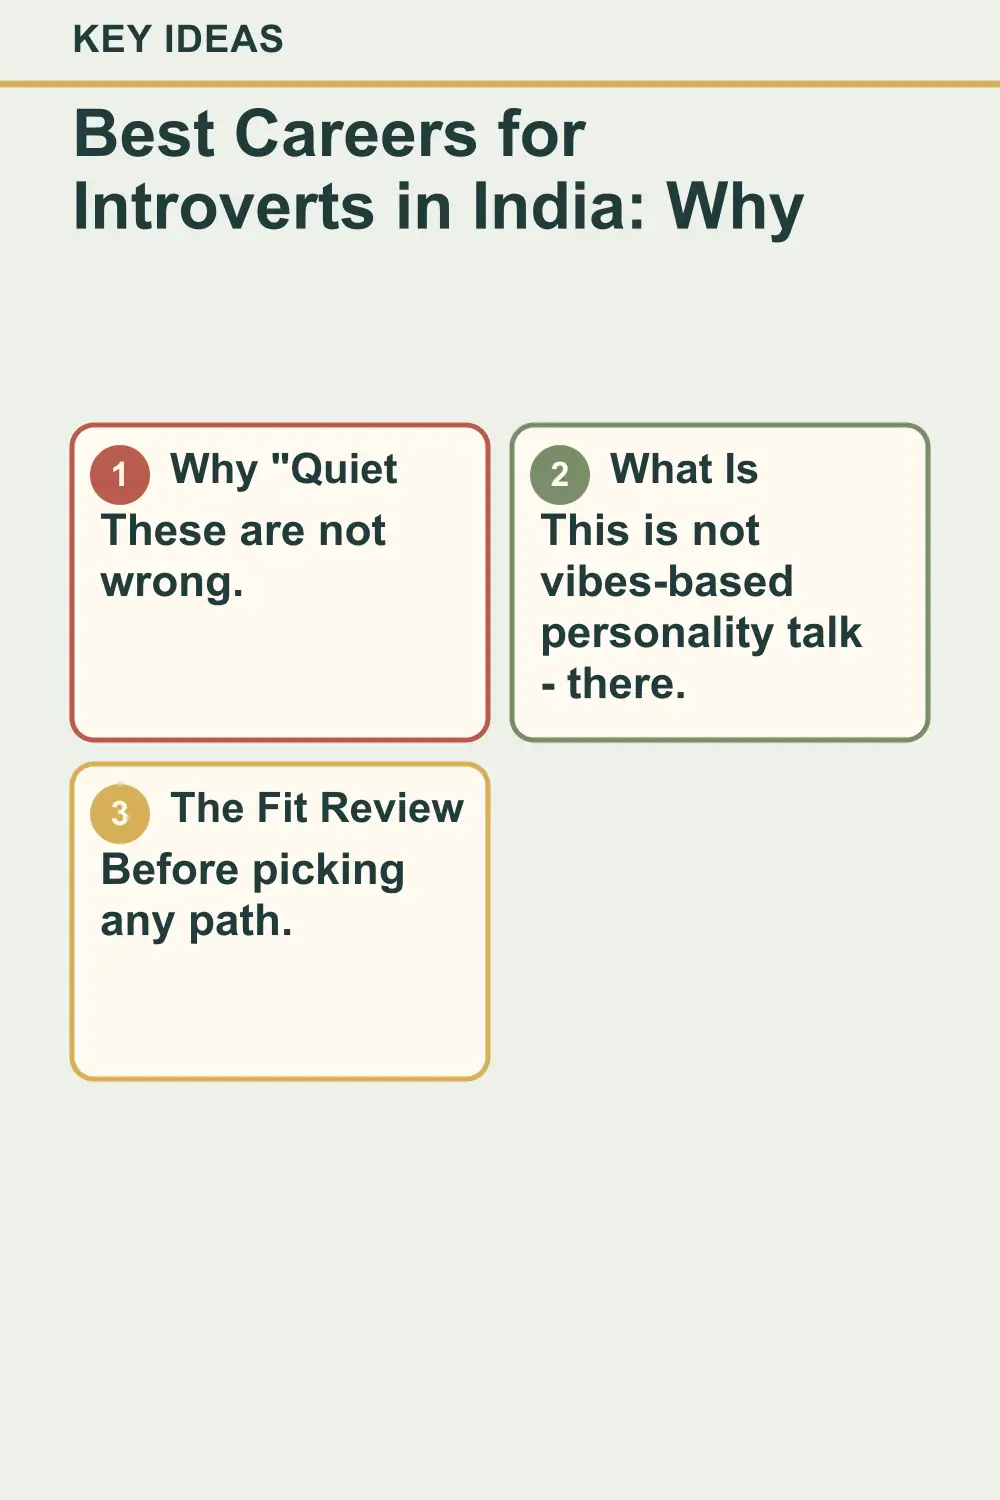 KEY IDEAS
Best Careers for
Introverts in India: Why
1 Why "Quiet
These are not
wrong.
2 What Is
This is not
vibes-based
personality talk
- there.
3 The Fit Review
Before picking
any path.